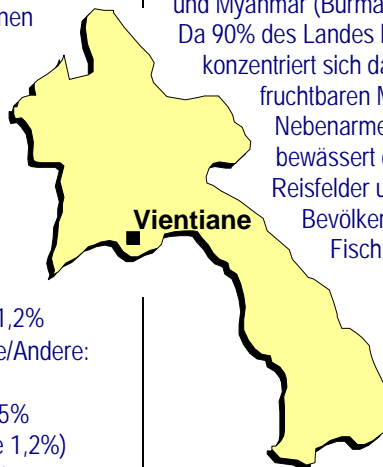 nen
1,2%
e/Andere:
5%
e 1,2%)
und Myanmar (Burma
Da 90% des Landes
konzentriert sich da
fruchtbaren M
Nebenarme
bewässert
Reisfelder u
Bevölker
Fisch
Vientiane